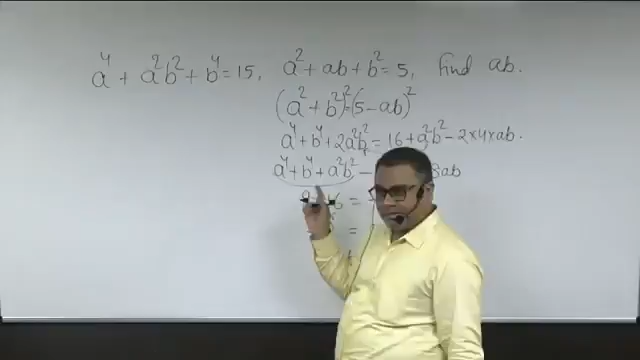 a⁴ + a²b² + b⁴ = 15, a² + ab + b² = 5, Find ab.
(a² + b²)² = (5 − ab)²
a⁴ + b⁴ + 2a²b² = 16 + a²b² − 2×4×ab.
a⁴ + b⁴ + a²b² − 8ab
=
=